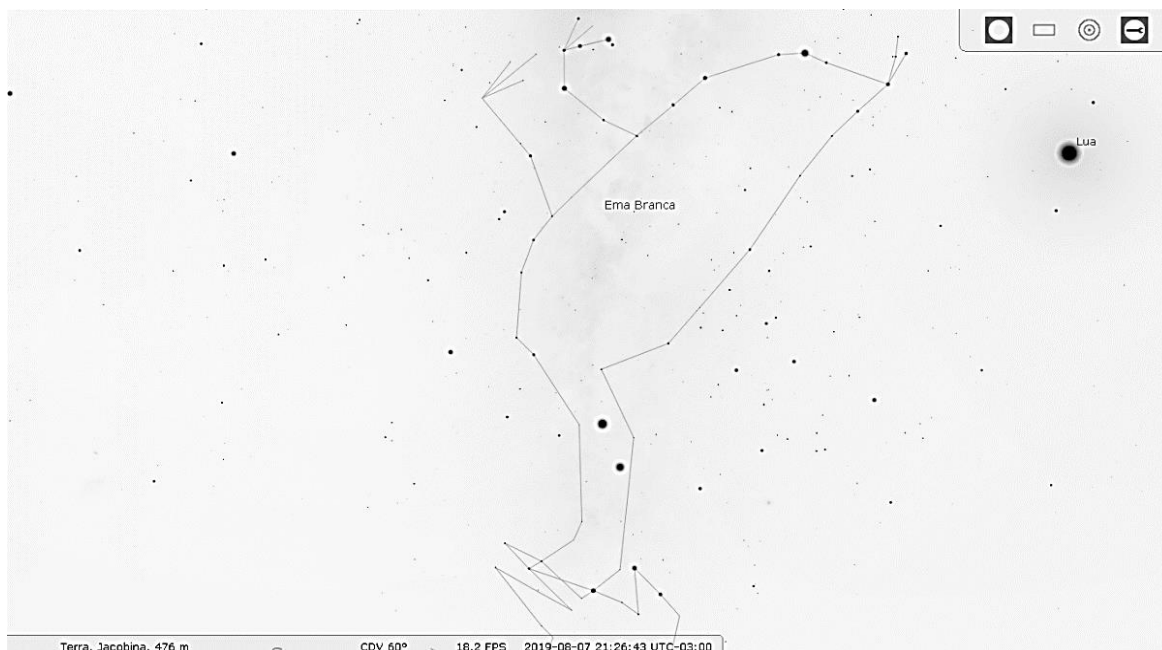 Lua
Ema Branca
Terra, Jacobina, 476 m CDV 60° 18.2 FPS 2019-08-07 21:26:43 UTC-03:00